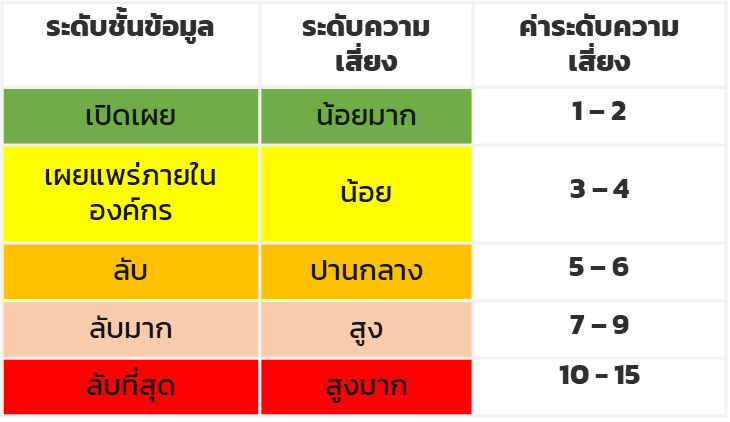 ระดับชั้นข้อมูล ระดับความ ค่าระดับความ
เสี่ยง เสี่ยง
เปิดเผย น้อยมาก 1 – 2
เผยแพร่ภายใน
องค์กร น้อย 3 – 4
ลับ ปานกลาง 5 – 6
ลับมาก สูง 7 – 9
ลับที่สุด สูงมาก 10 - 15